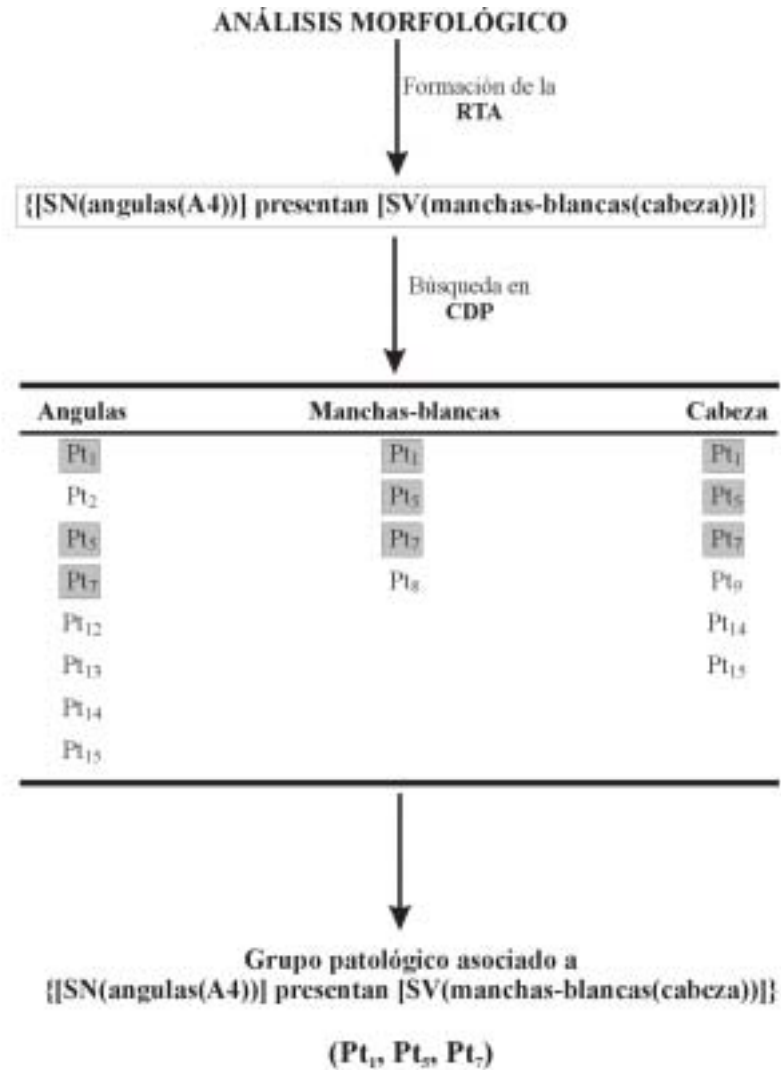 ANÁLISIS MORFOLÓGICO
Formación de la
RTA
{[SN(angulas(A4))] presentan [SV(manchas-blancas(cabeza))]}
Búsqueda en
CDP
Angulas Manchas-blancas Cabeza
Pt₁ Pt₁ Pt₁
Pt₂ Pt₅ Pt₅
Pt₅ Pt₇ Pt₇
Pt₇ Pt₈ Pt₉
Pt₁₂ Pt₁₄
Pt₁₃ Pt₁₅
Pt₁₄
Pt₁₅
Grupo patológico asociado a
{[SN(angulas(A4))] presentan [SV(manchas-blancas(cabeza))]}
(Pt₁, Pt₅, Pt₇)